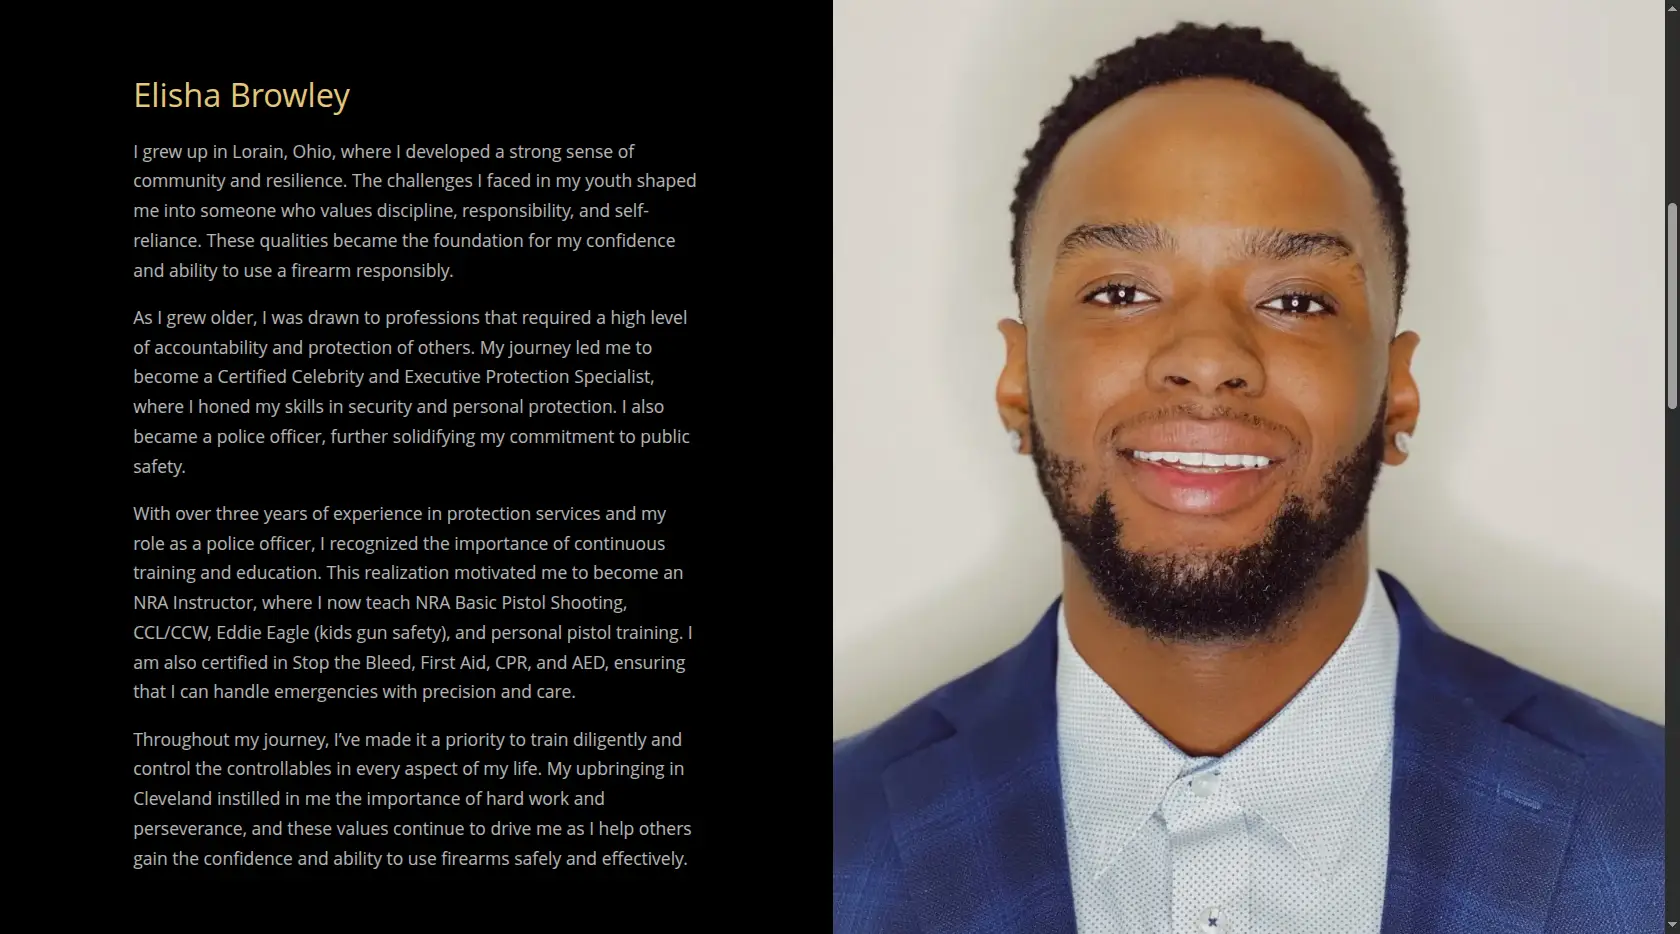 Elisha Browley
I grew up in Lorain, Ohio, where I developed a strong sense of
community and resilience. The challenges I faced in my youth shaped
me into someone who values discipline, responsibility, and self-
reliance. These qualities became the foundation for my confidence
and ability to use a firearm responsibly.
As I grew older, I was drawn to professions that required a high level
of accountability and protection of others. My journey led me to
become a Certified Celebrity and Executive Protection Specialist,
where I honed my skills in security and personal protection. I also
became a police officer, further solidifying my commitment to public
safety.
With over three years of experience in protection services and my
role as a police officer, I recognized the importance of continuous
training and education. This realization motivated me to become an
NRA Instructor, where I now teach NRA Basic Pistol Shooting,
CCL/CCW, Eddie Eagle (kids gun safety), and personal pistol training. I
am also certified in Stop the Bleed, First Aid, CPR, and AED, ensuring
that I can handle emergencies with precision and care.
Throughout my journey, I’ve made it a priority to train diligently and
control the controllables in every aspect of my life. My upbringing in
Cleveland instilled in me the importance of hard work and
perseverance, and these values continue to drive me as I help others
gain the confidence and ability to use firearms safely and effectively.